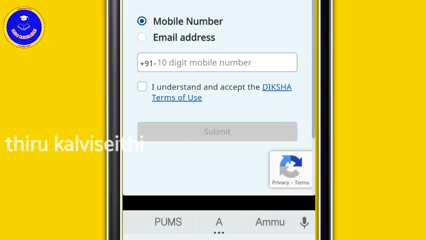 Mobile Number
Email address
+91- 10 digit mobile number
I understand and accept the DIKSHA
Terms of Use
Submit
thiru kalviseithi
Privacy - Terms
PUMS A Ammu